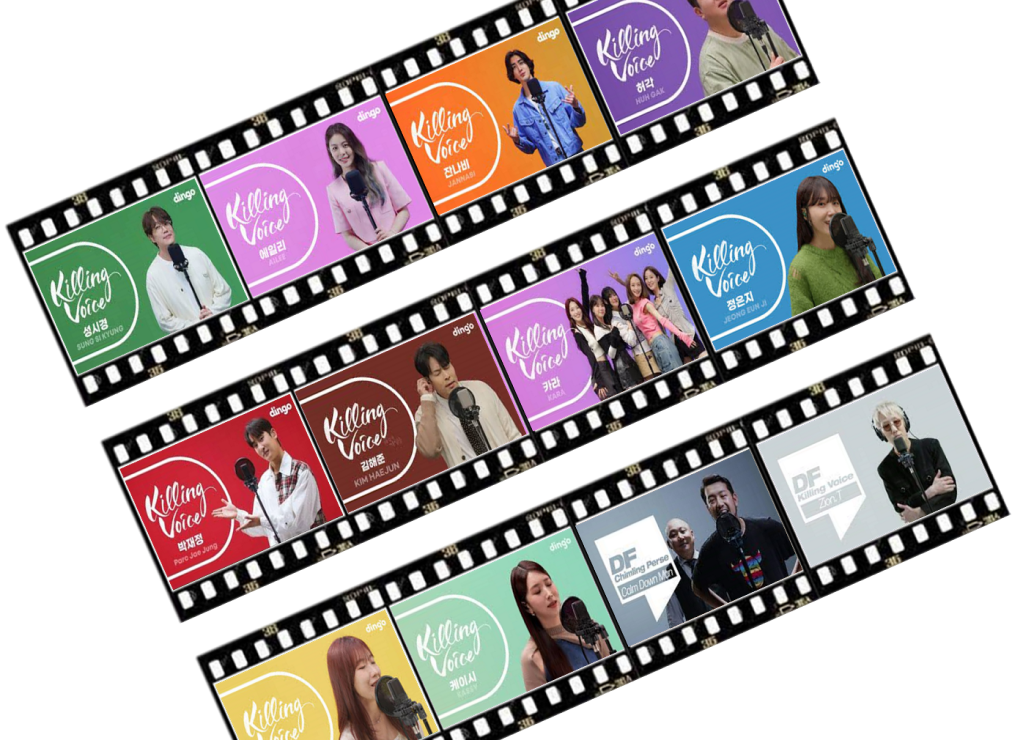 Killing
Voice
성시경
SUNG SI KYUNG
dingo
Killing
Voice
에일리
AILEE
dingo
Killing
Voice
잔나비
JANNABI
dingo
Killing
Voice
허각
HUH GAK
Killing
Voice
박재정
Parc Jae Jung
dingo
Killing
Voice
김해준
KIM HAEJUN
dingo
Killing
Voice
카라
KARA
dingo
Killing
Voice
정은지
JEONG EUN JI
dingo
Killing
Voice
dingo
Killing
Voice
케이시
KASSY
dingo
DF
Chimling Perse
Calm Down Man
DF
Killing Voice
Zion.T